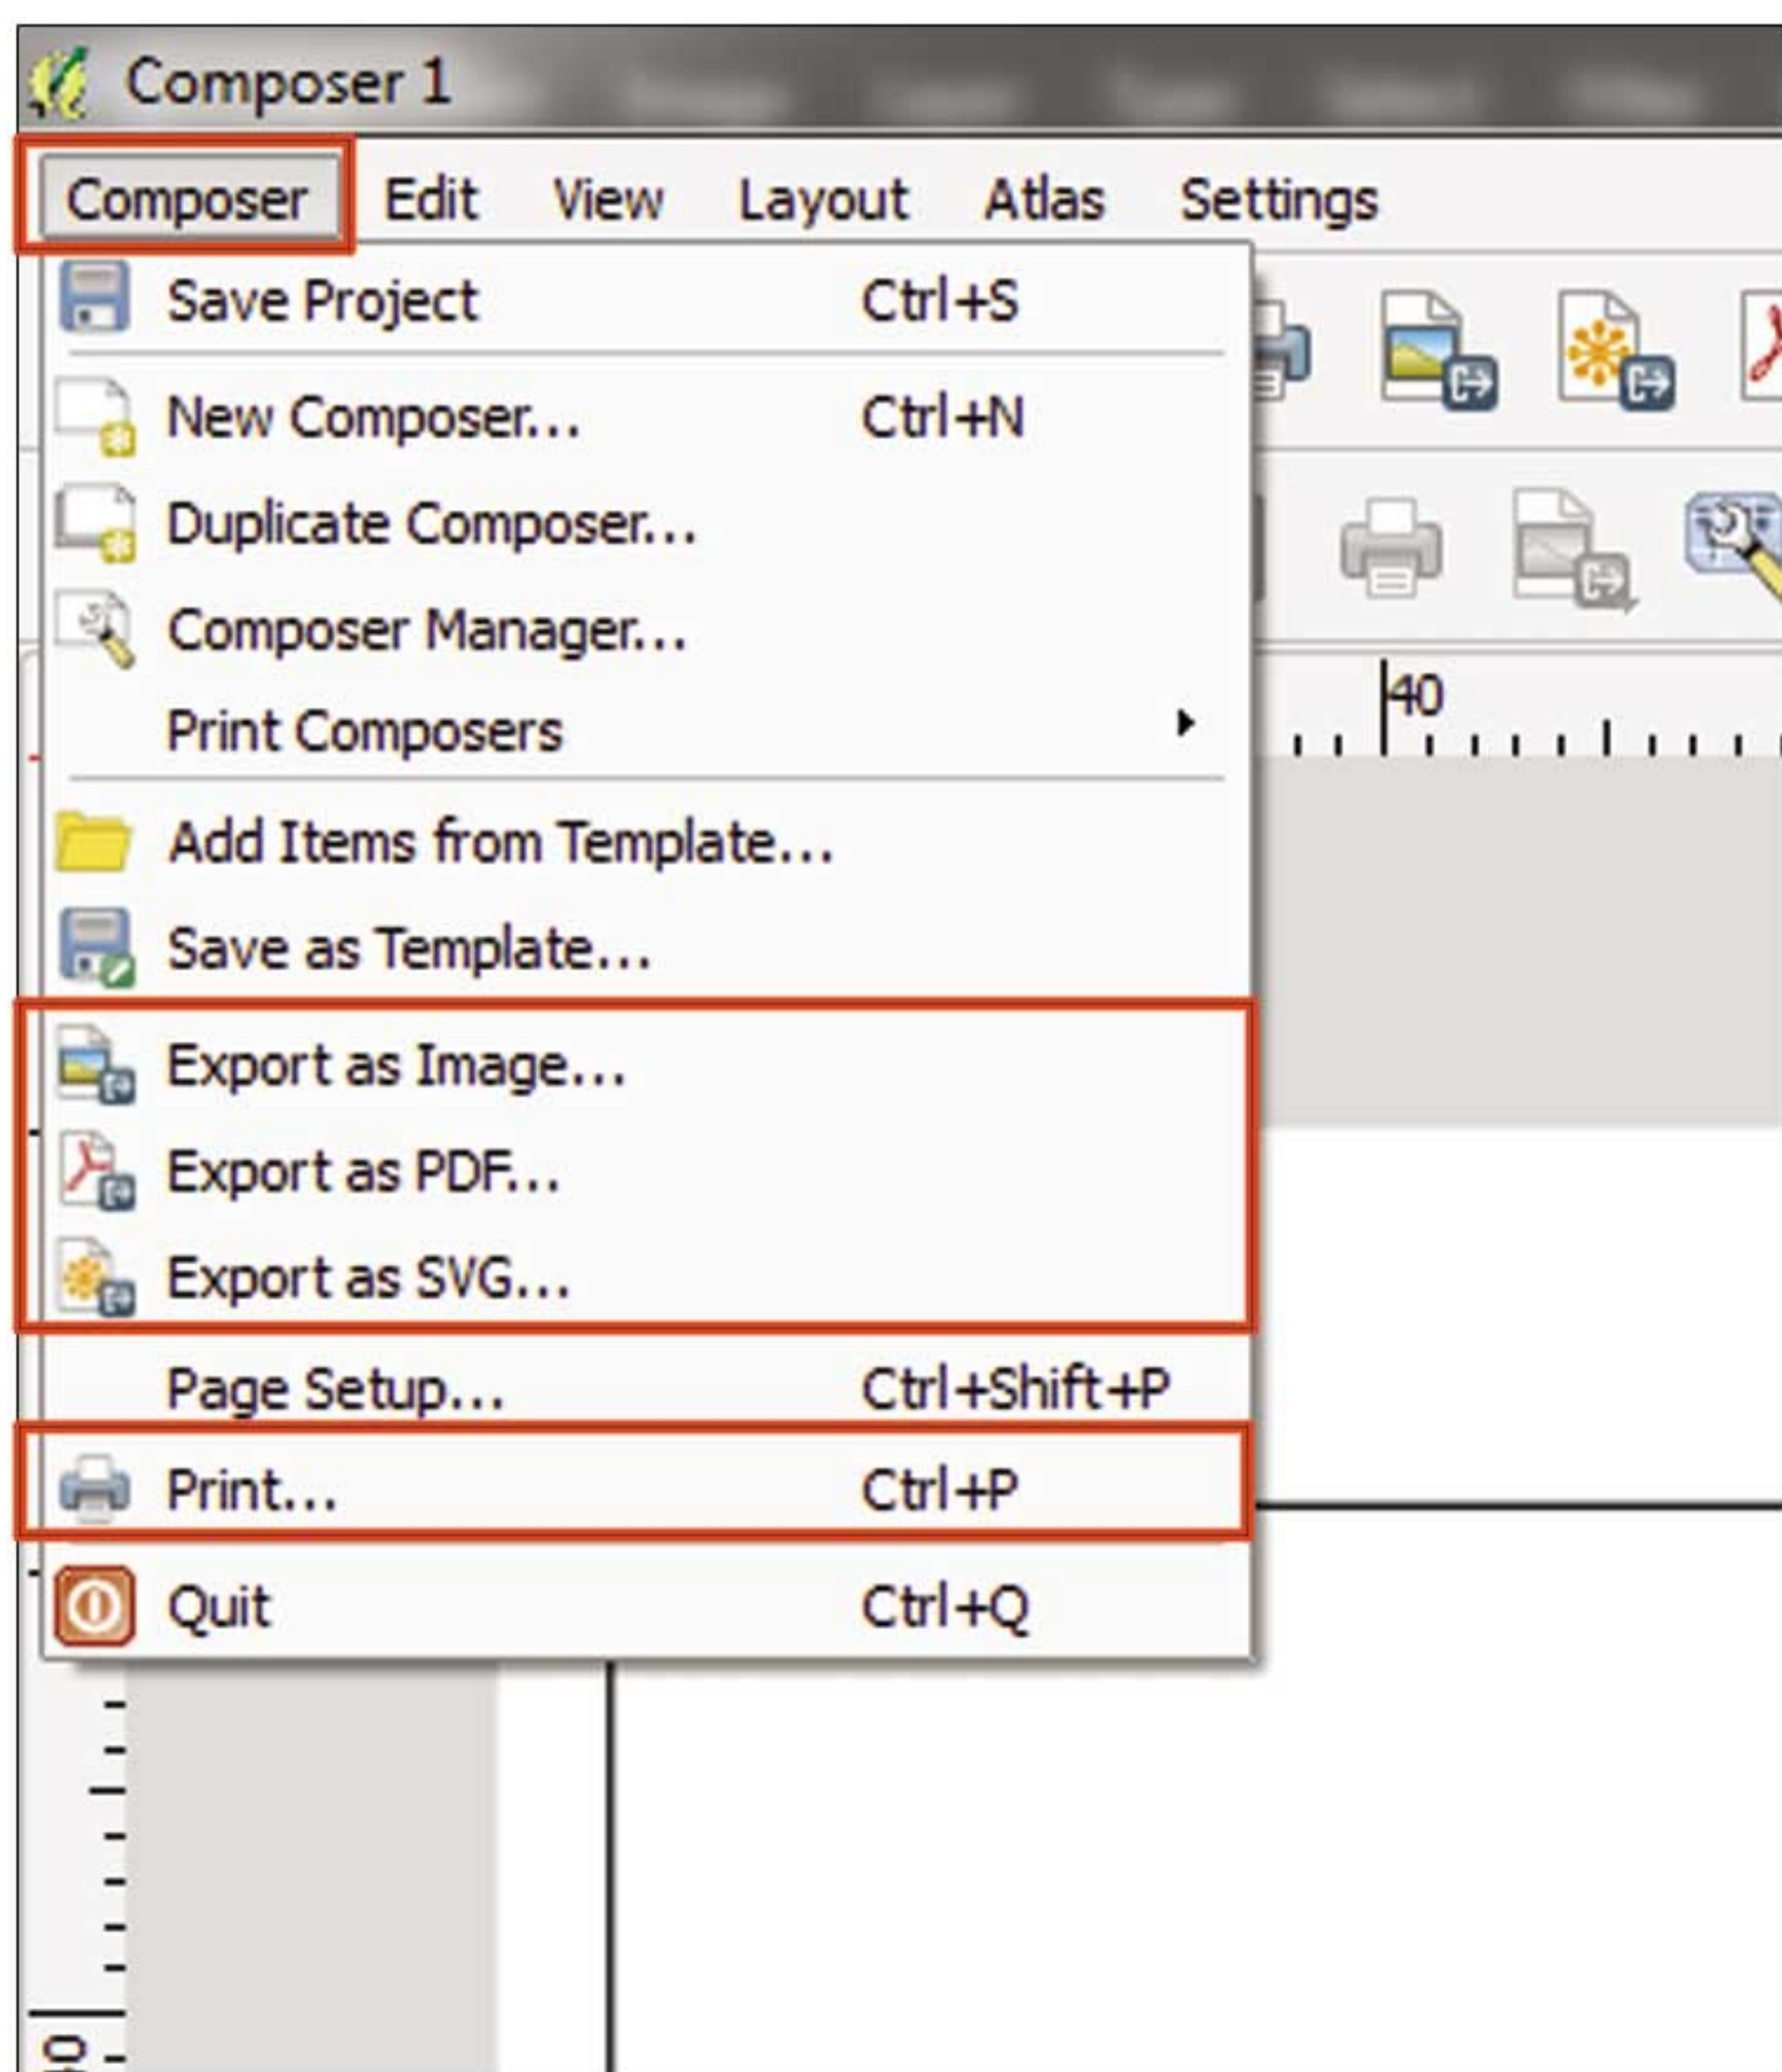 Composer 1
Composer Edit View Layout Atlas Settings
Save Project Ctrl+S
New Composer... Ctrl+N
Duplicate Composer...
Composer Manager...
Print Composers
40
Add Items from Template...
Save as Template...
Export as Image...
Export as PDF...
Export as SVG...
Page Setup... Ctrl+Shift+P
Print... Ctrl+P
Quit Ctrl+Q